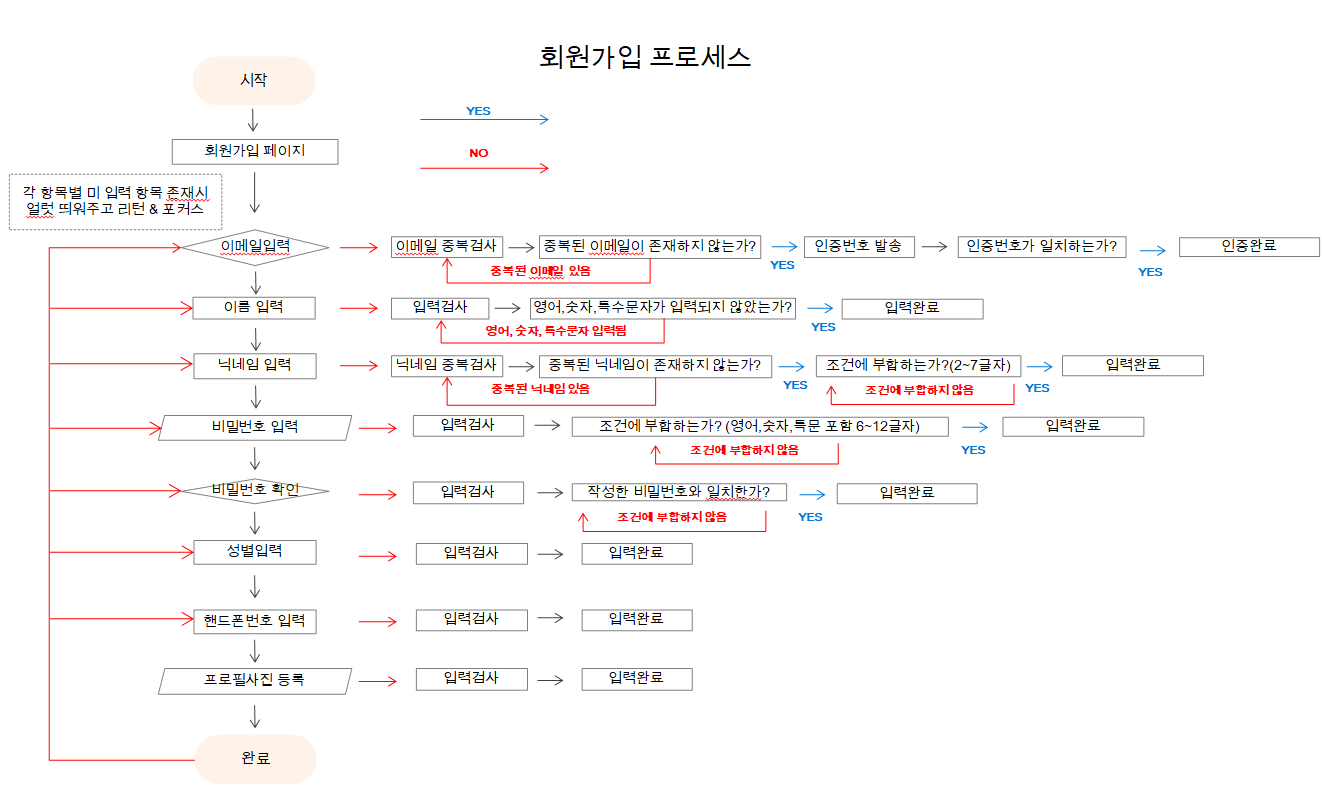 회원가입 프로세스
시작
YES
NO
회원가입 페이지
각 항목별 미 입력 항목 존재시
얼럿 띄워주고 리턴 & 포커스
이메일입력
이메일 중복검사
중복된 이메일이 존재하지 않는가?
YES
인증번호 발송
인증번호가 일치하는가?
YES
인증완료
중복된 이메일 있음
이름 입력
입력검사
영어,숫자,특수문자가 입력되지 않았는가?
YES
입력완료
영어, 숫자, 특수문자 입력됨
닉네임 입력
닉네임 중복검사
중복된 닉네임이 존재하지 않는가?
YES
조건에 부합하는가?(2~7글자)
YES
입력완료
중복된 닉네임 있음
조건에 부합하지 않음
비밀번호 입력
입력검사
조건에 부합하는가? (영어,숫자,특문 포함 6~12글자)
YES
입력완료
조건에 부합하지 않음
비밀번호 확인
입력검사
작성한 비밀번호와 일치한가?
YES
입력완료
조건에 부합하지 않음
성별입력
입력검사
입력완료
핸드폰번호 입력
입력검사
입력완료
프로필사진 등록
입력검사
입력완료
완료